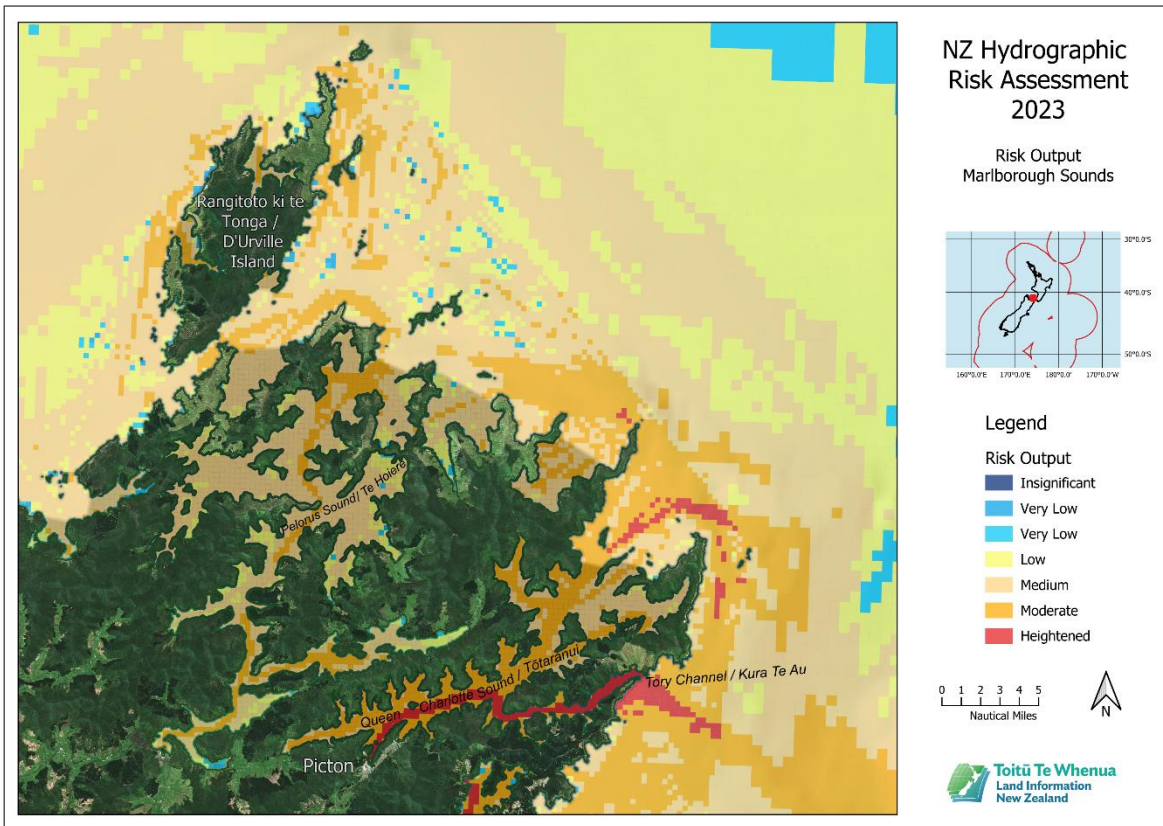 NZ Hydrographic
Risk Assessment
2023
Risk Output
Marlborough Sounds
Rangitoto ki te
Tonga /
D'Urville
Island
Pelorus Sound/ Te Hoiere
Queen Charlotte Sound / Tōtaranui
Tory Channel / Kura Te Au
Picton
30°0.0'S
40°0.0'S
50°0.0'S
160°0.0'E 170°0.0'E 180°0.0' 170°0.0'W
Legend
Risk Output
Insignificant
Very Low
Very Low
Low
Medium
Moderate
Heightened
0 1 2 3 4 5
Nautical Miles
N
Toitū Te Whenua
Land Information
New Zealand